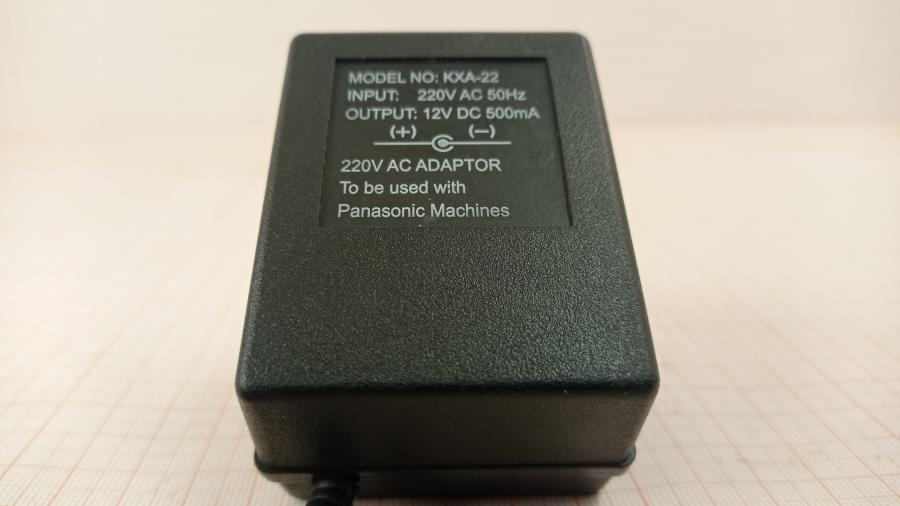 MODEL NO: KXA-22
INPUT: 220V AC 50Hz
OUTPUT: 12V DC 500mA
(+) (−)
220V AC ADAPTOR
To be used with
Panasonic Machines